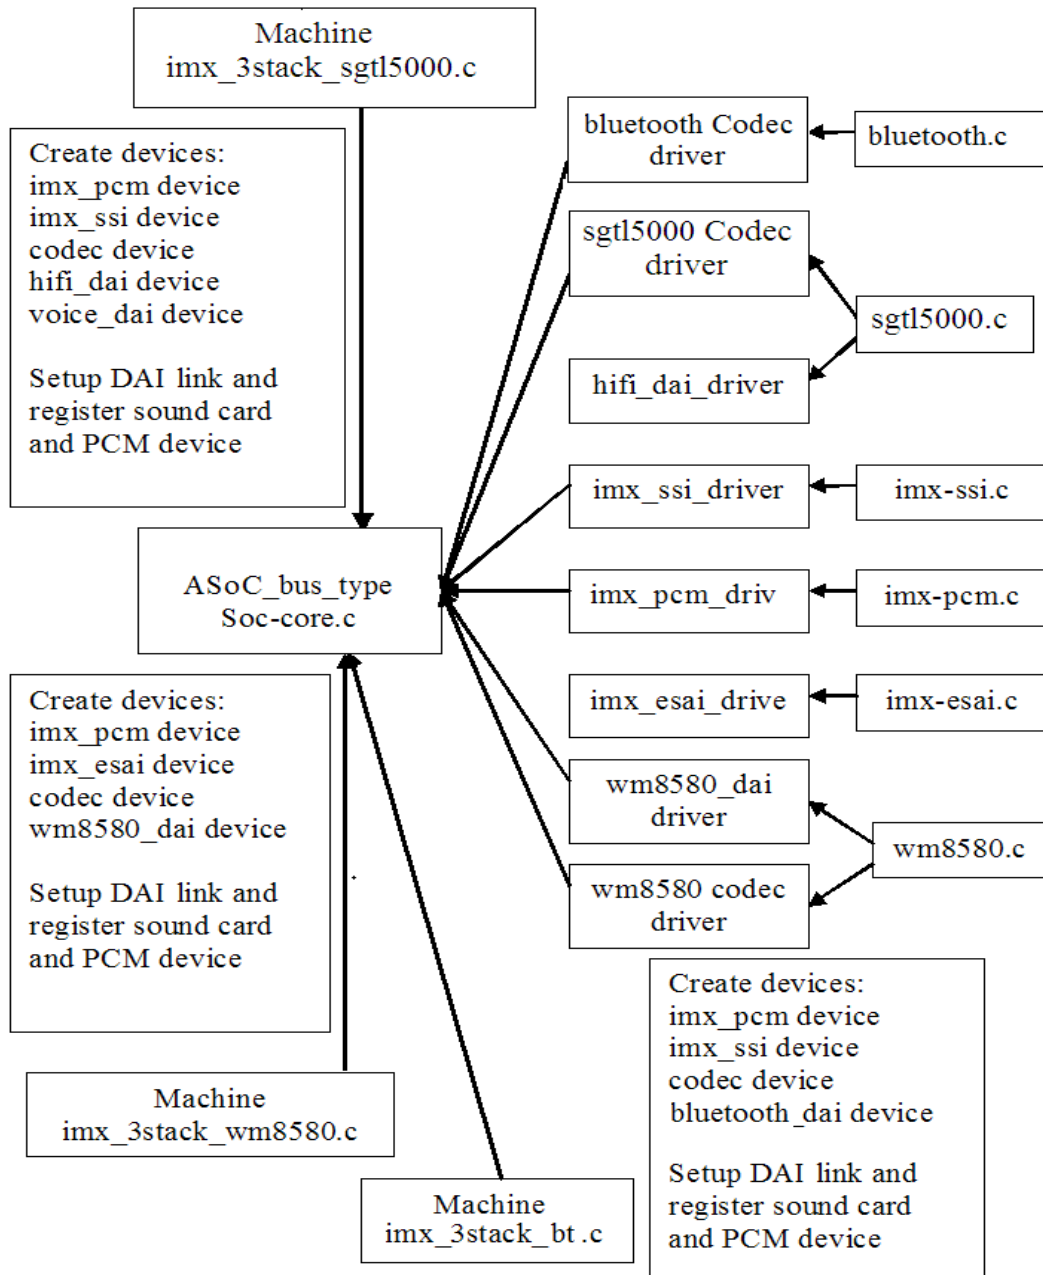 Machine
imx_3stack_sgtl5000.c
Create devices:
imx_pcm device
imx_ssi device
codec device
hifi_dai device
voice_dai device
Setup DAI link and
register sound card
and PCM device
bluetooth Codec
driver
bluetooth.c
sgtl5000 Codec
driver
sgtl5000.c
hifi_dai_driver
imx_ssi_driver
imx-ssi.c
ASoC_bus_type
Soc-core.c
imx_pcm_driv
imx-pcm.c
imx_esai_drive
imx-esai.c
Create devices:
imx_pcm device
imx_esai device
codec device
wm8580_dai device
Setup DAI link and
register sound card
and PCM device
wm8580_dai
driver
wm8580.c
wm8580 codec
driver
Machine
imx_3stack_wm8580.c
Machine
imx_3stack_bt.c
Create devices:
imx_pcm device
imx_ssi device
codec device
bluetooth_dai device
Setup DAI link and
register sound card
and PCM device